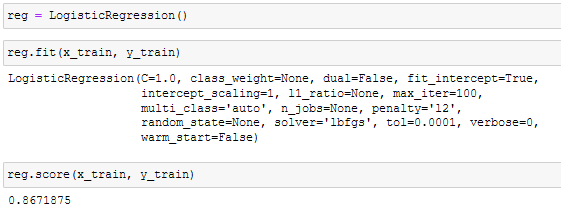 reg = LogisticRegression()
reg.fit(x_train, y_train)
LogisticRegression(C=1.0, class_weight=None, dual=False, fit_intercept=True,
intercept_scaling=1, l1_ratio=None, max_iter=100,
multi_class='auto', n_jobs=None, penalty='l2',
random_state=None, solver='lbfgs', tol=0.0001, verbose=0,
warm_start=False)
reg.score(x_train, y_train)
0.8671875